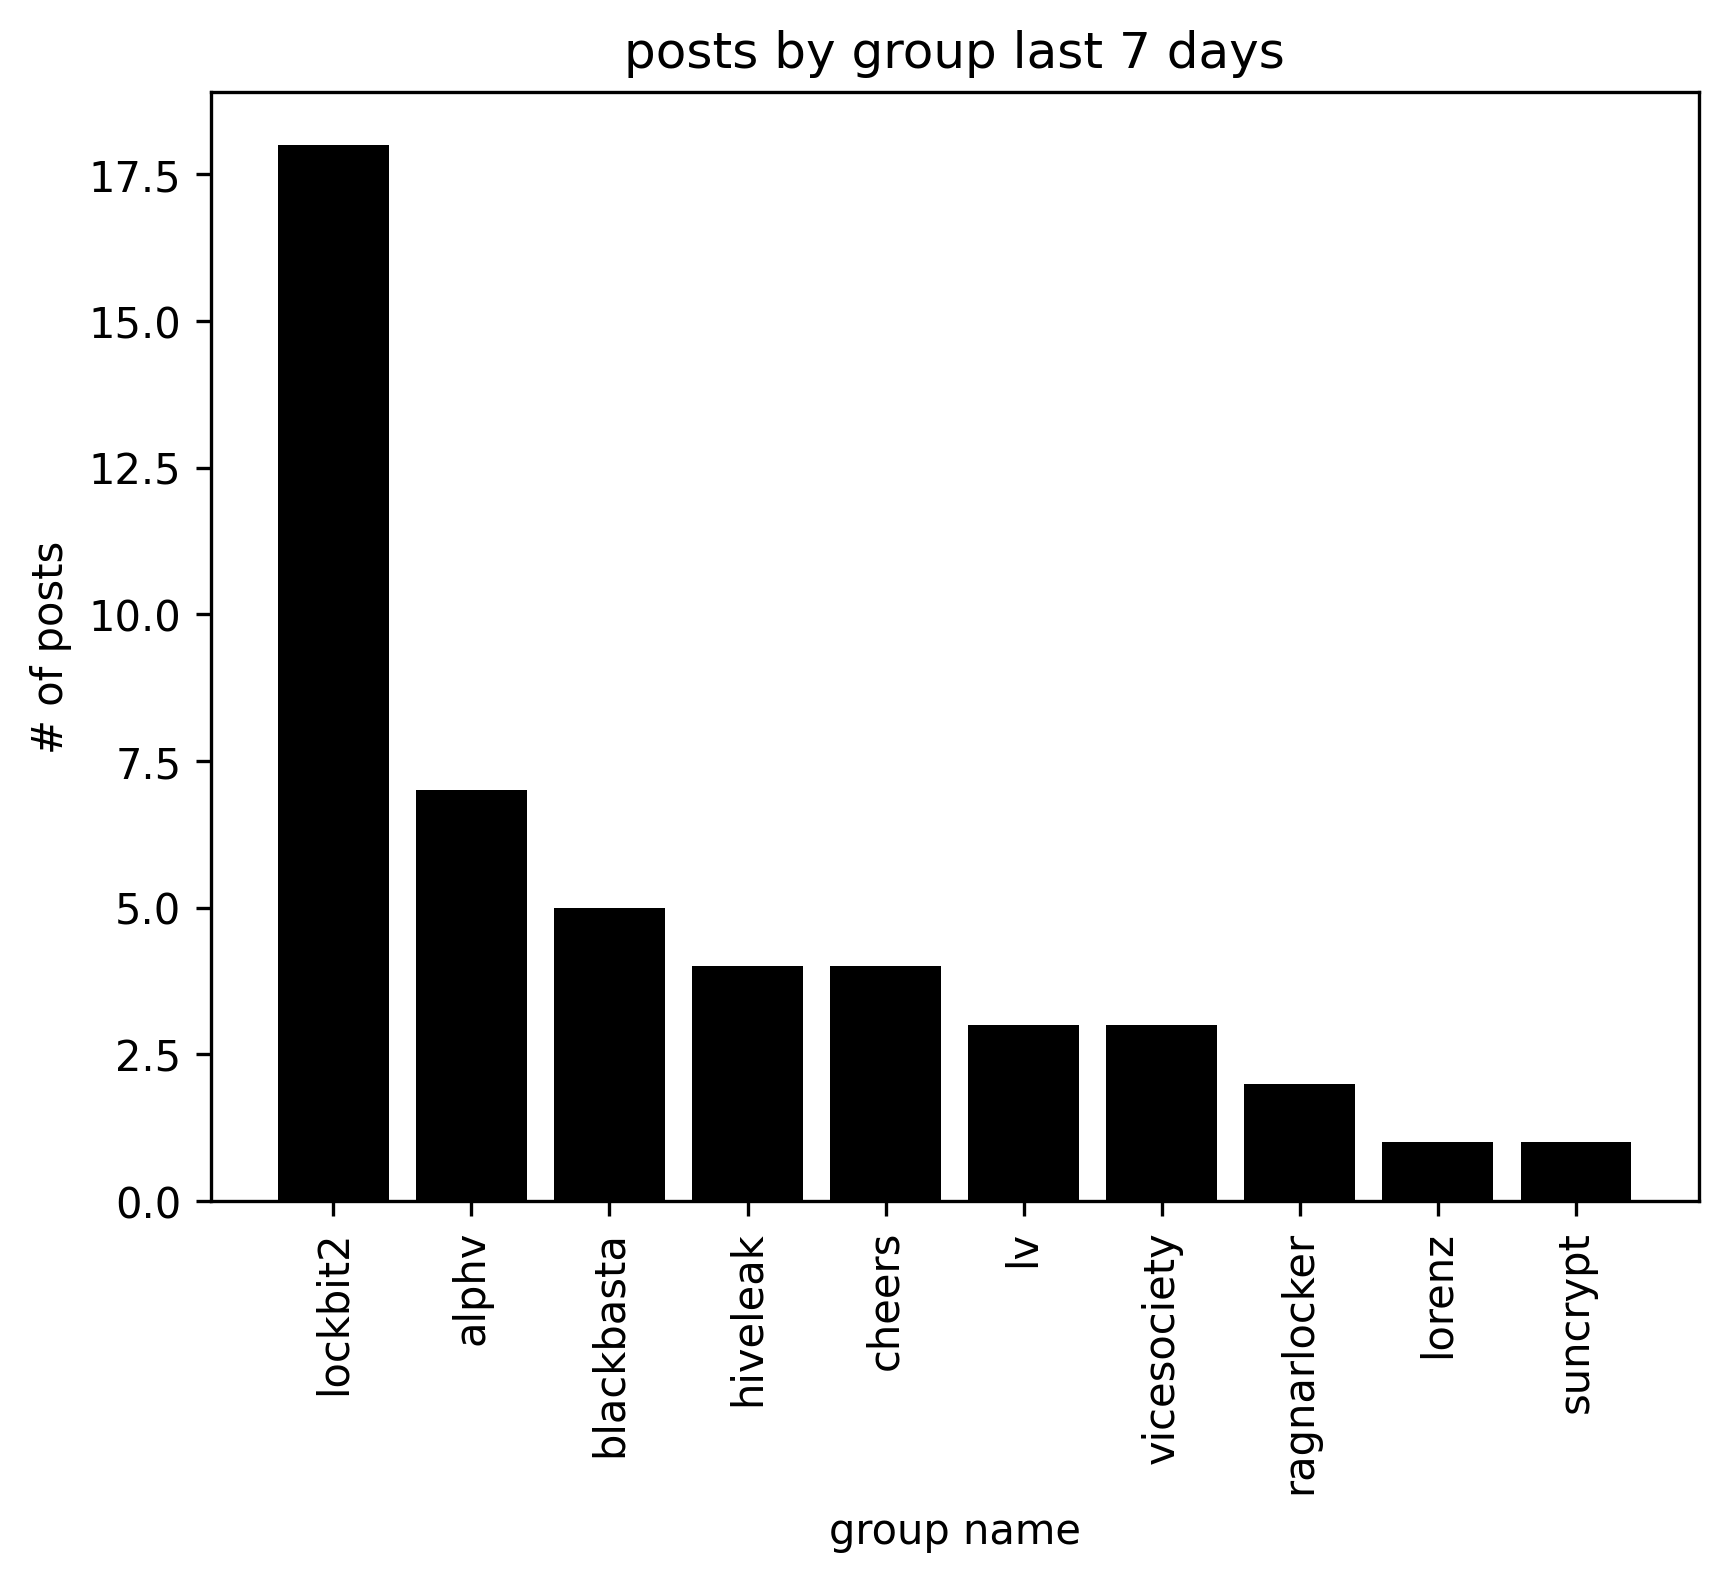 posts by group last 7 days
17.5
15.0
12.5
10.0
7.5
5.0
2.5
0.0
# of posts
lockbit2
alphv
blackbasta
hiveleak
cheers
lv
vicesociety
ragnarlocker
lorenz
suncrypt
group name